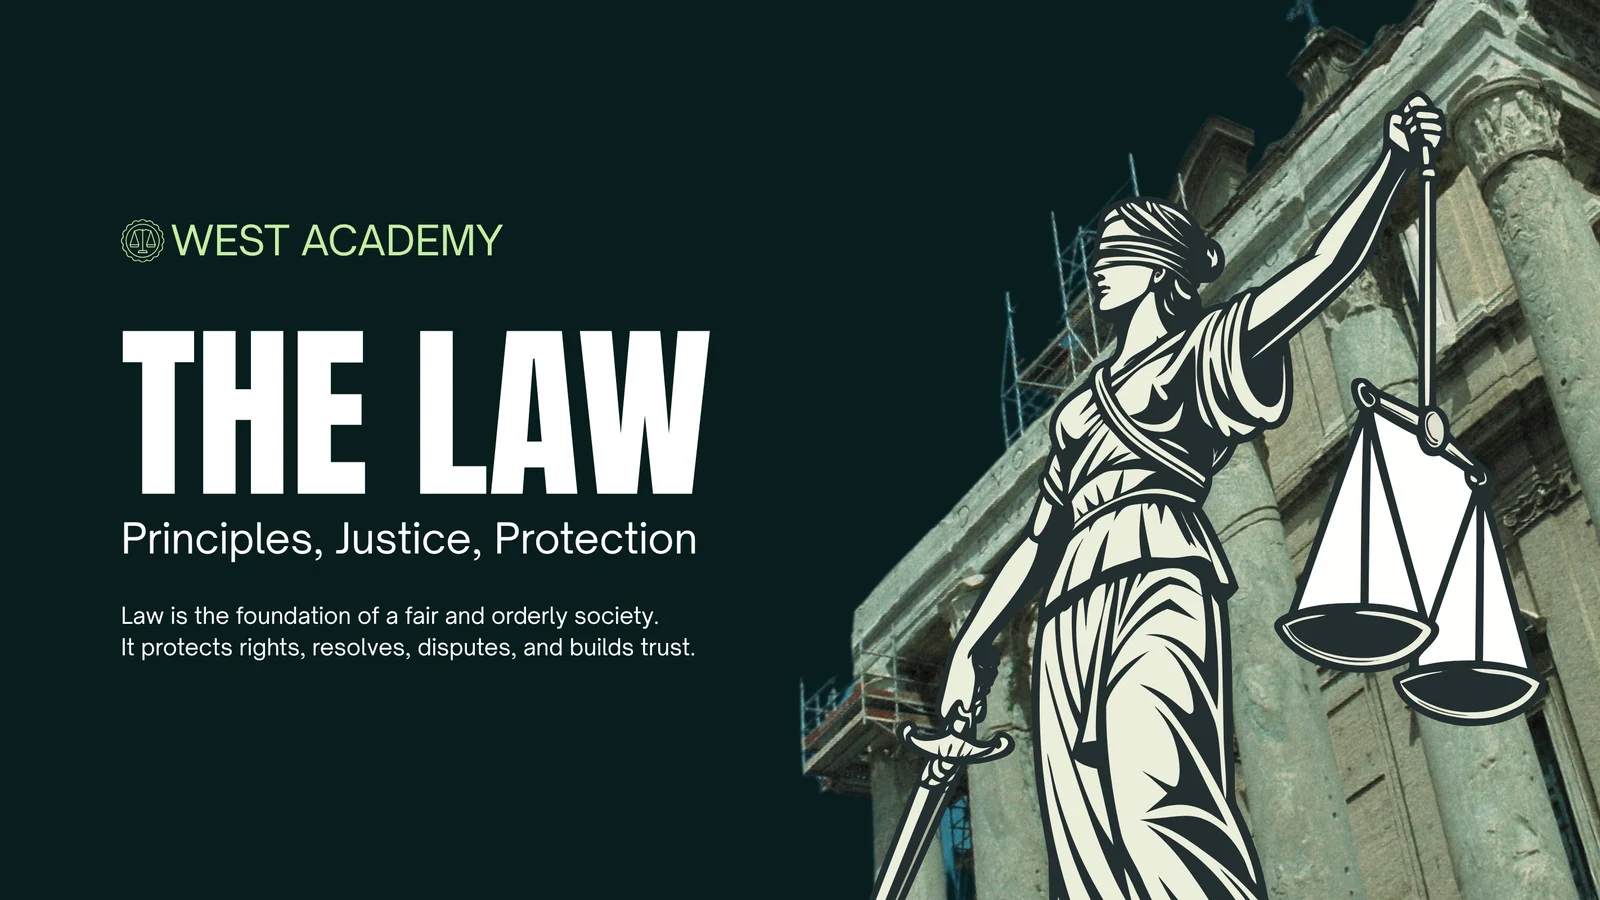 WEST ACADEMY
THE LAW
Principles, Justice, Protection
Law is the foundation of a fair and orderly society.
It protects rights, resolves, disputes, and builds trust.